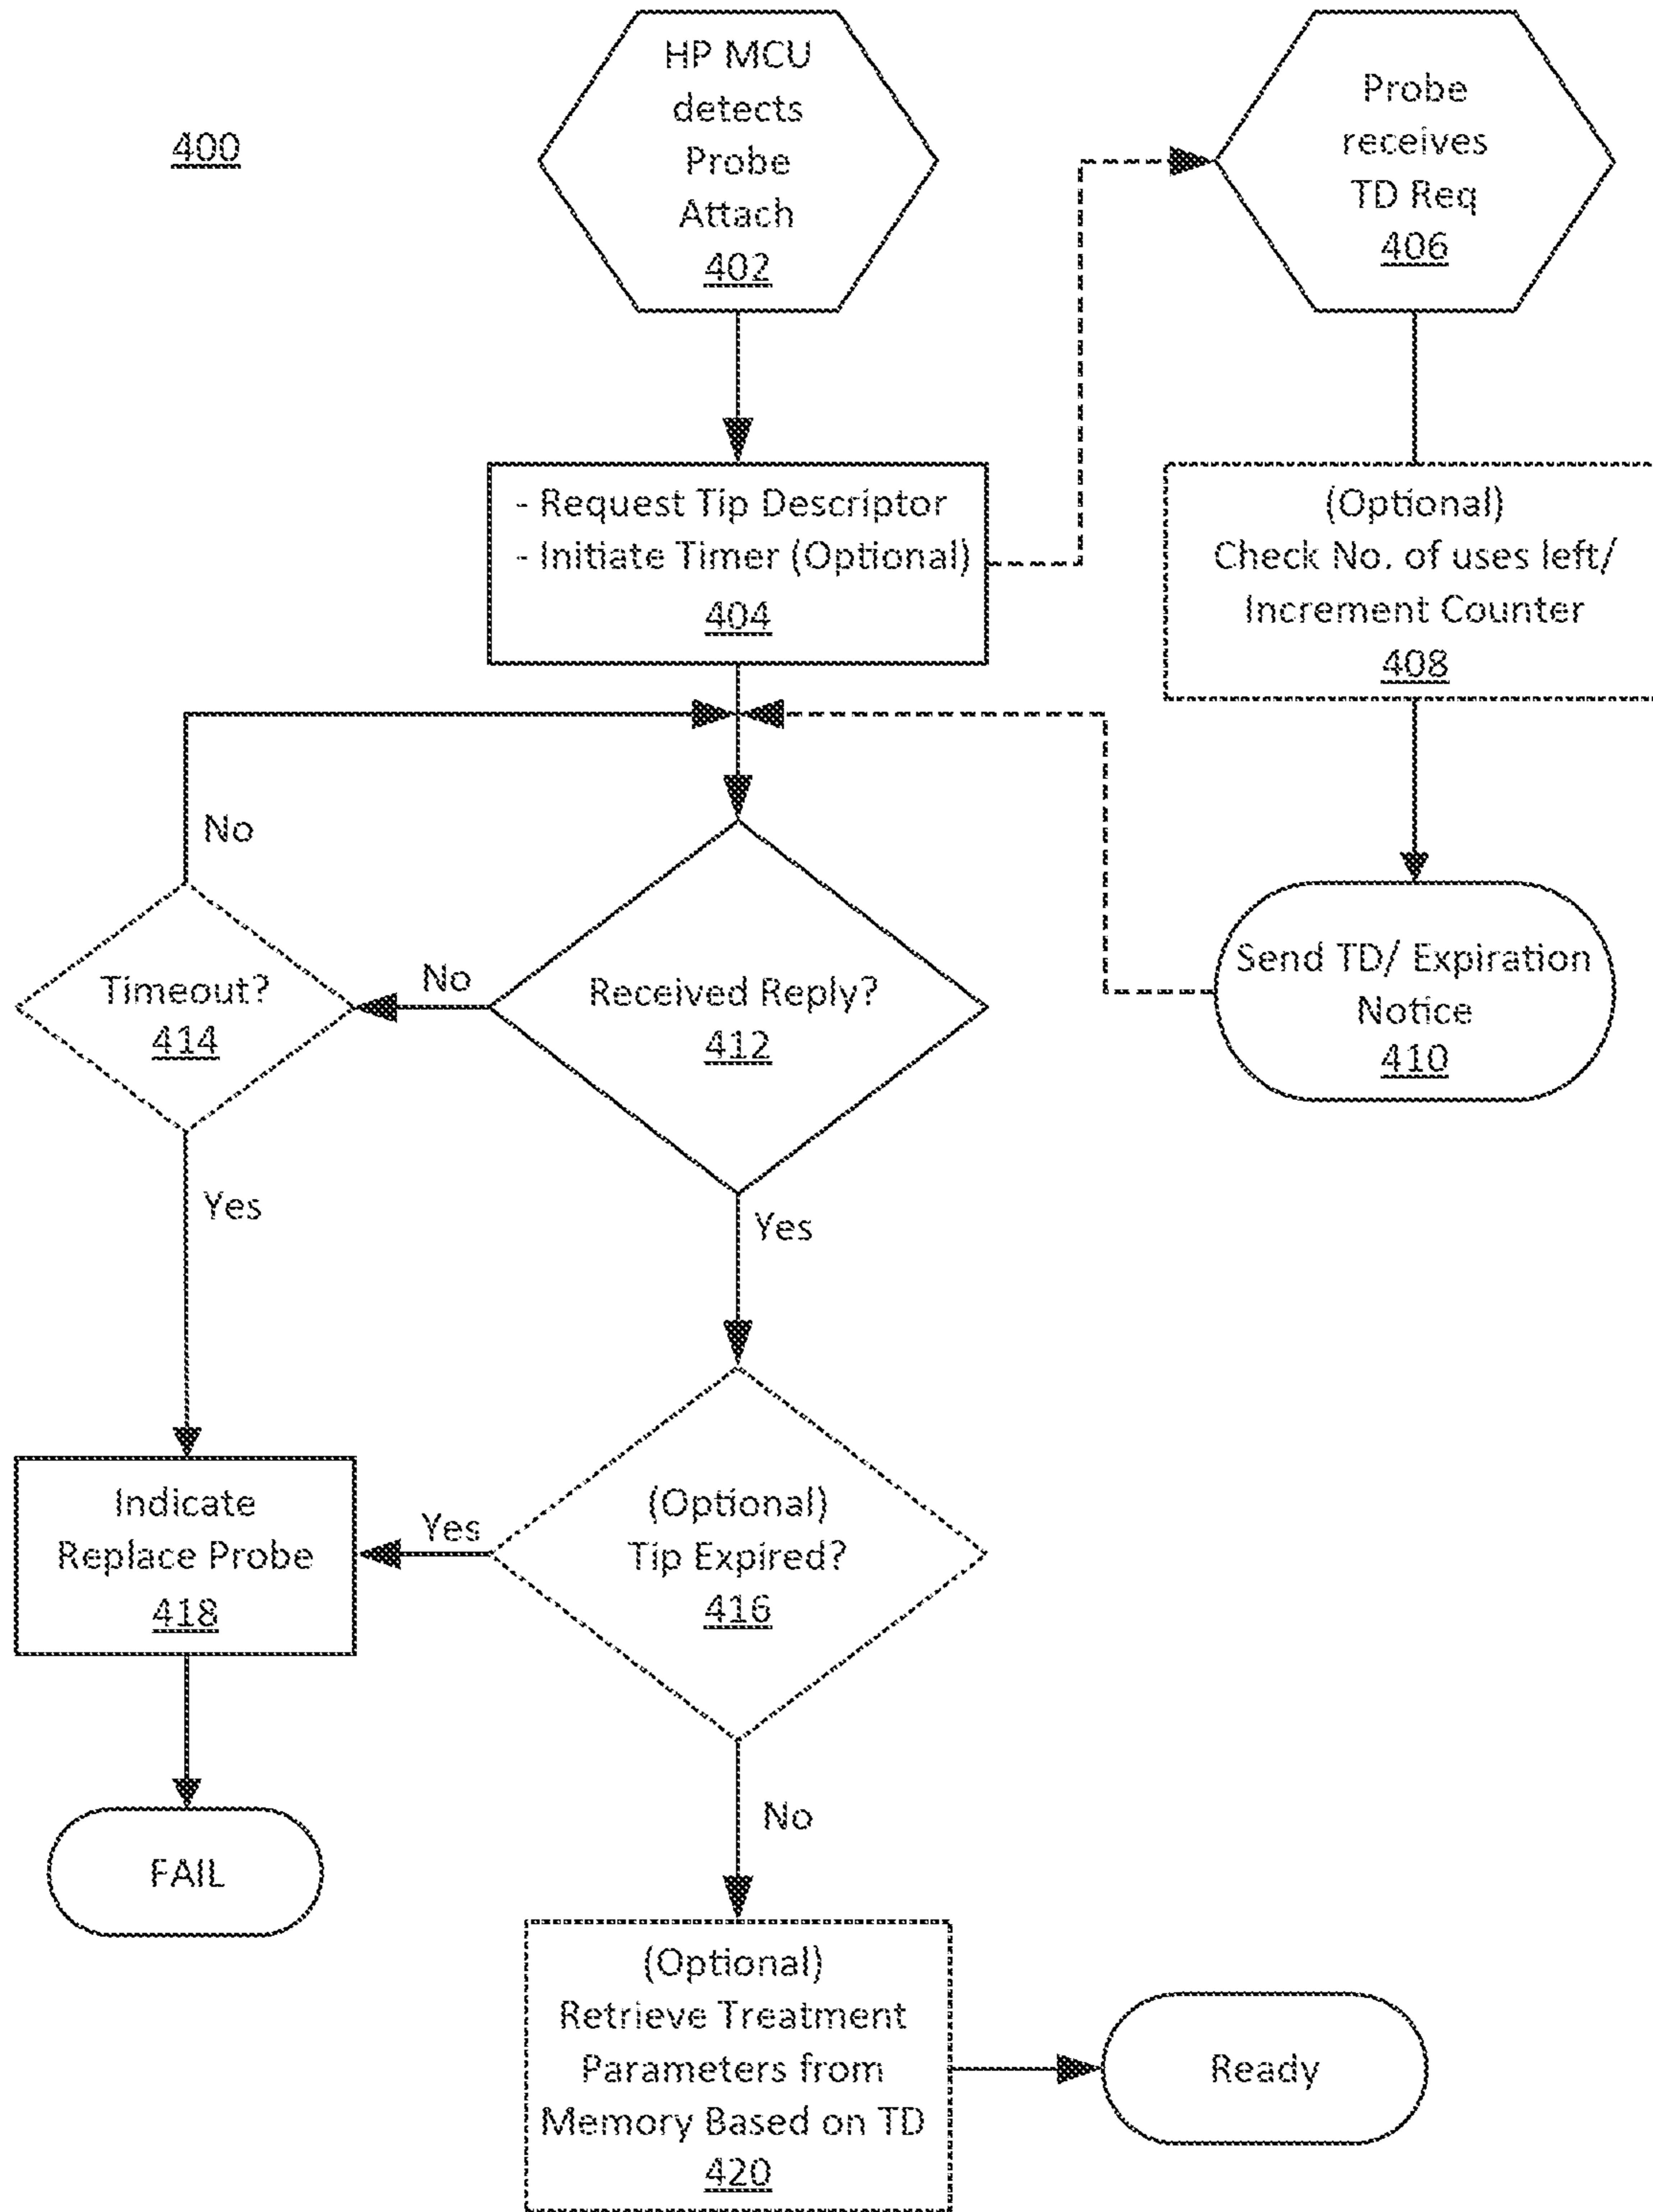 400
HP MCU
detects
Probe
Attach
402
Probe
receives
TD Req
406
- Request Tip Descriptor
- Initiate Timer (Optional)
404
(Optional)
Check No. of uses left/
Increment Counter
408
No
Timeout?
414
No
Received Reply?
412
Send TD/ Expiration
Notice
410
Yes
Yes
Indicate
Replace Probe
418
Yes
(Optional)
Tip Expired?
416
No
FAIL
(Optional)
Retrieve Treatment
Parameters from
Memory Based on TD
420
Ready